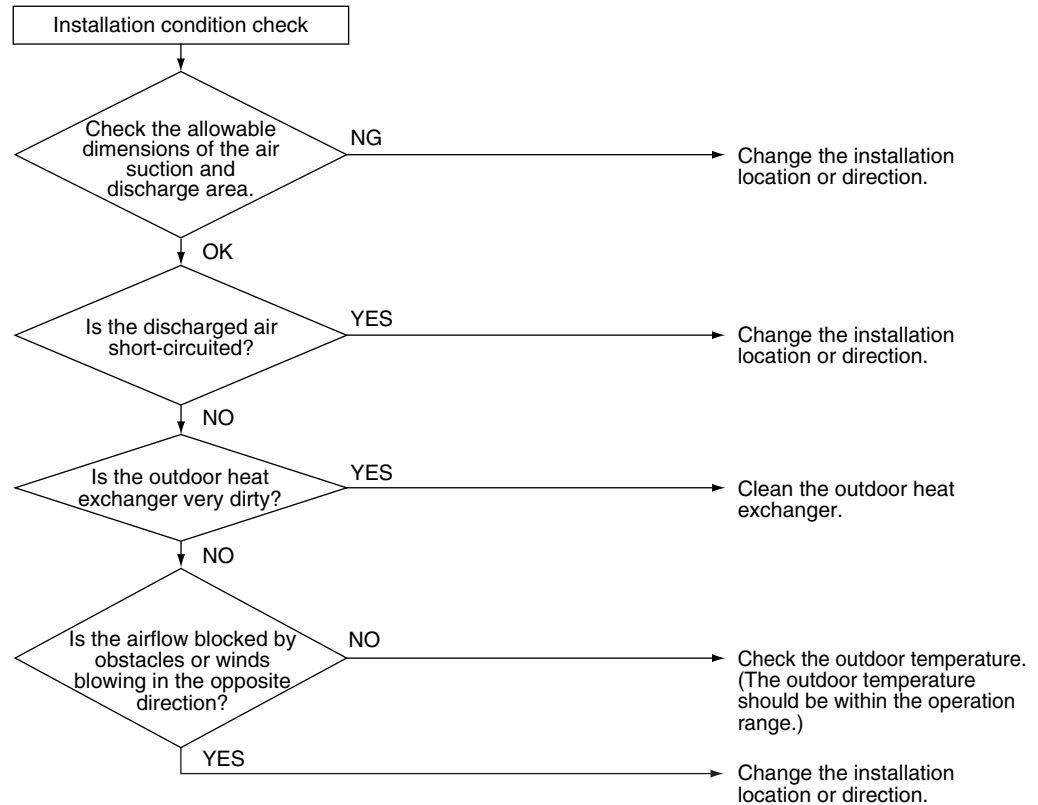 Installation condition check
Check the allowable
dimensions of the air
suction and
discharge area.
NG
Change the installation
location or direction.
OK
Is the discharged air
short-circuited?
YES
Change the installation
location or direction.
NO
Is the outdoor heat
exchanger very dirty?
YES
Clean the outdoor heat
exchanger.
NO
Is the airflow blocked by
obstacles or winds
blowing in the opposite
direction?
NO
Check the outdoor temperature.
(The outdoor temperature
should be within the operation
range.)
YES
Change the installation
location or direction.